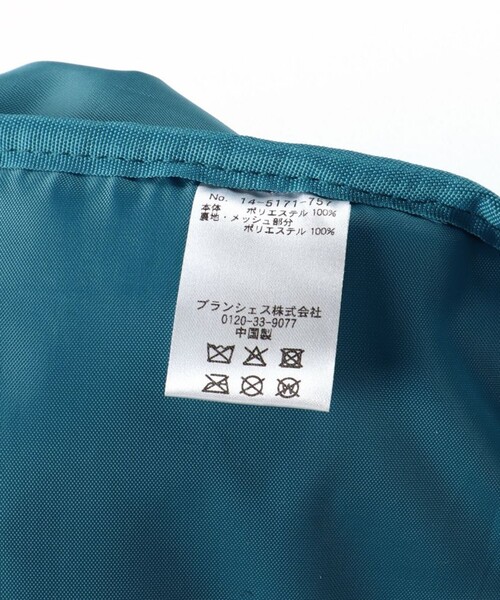 No. 14-5171-757
本体 ポリエステル 100%
裏地・メッシュ部分
ポリエステル 100%
ブランシェス株式会社
0120-33-9077
中国製